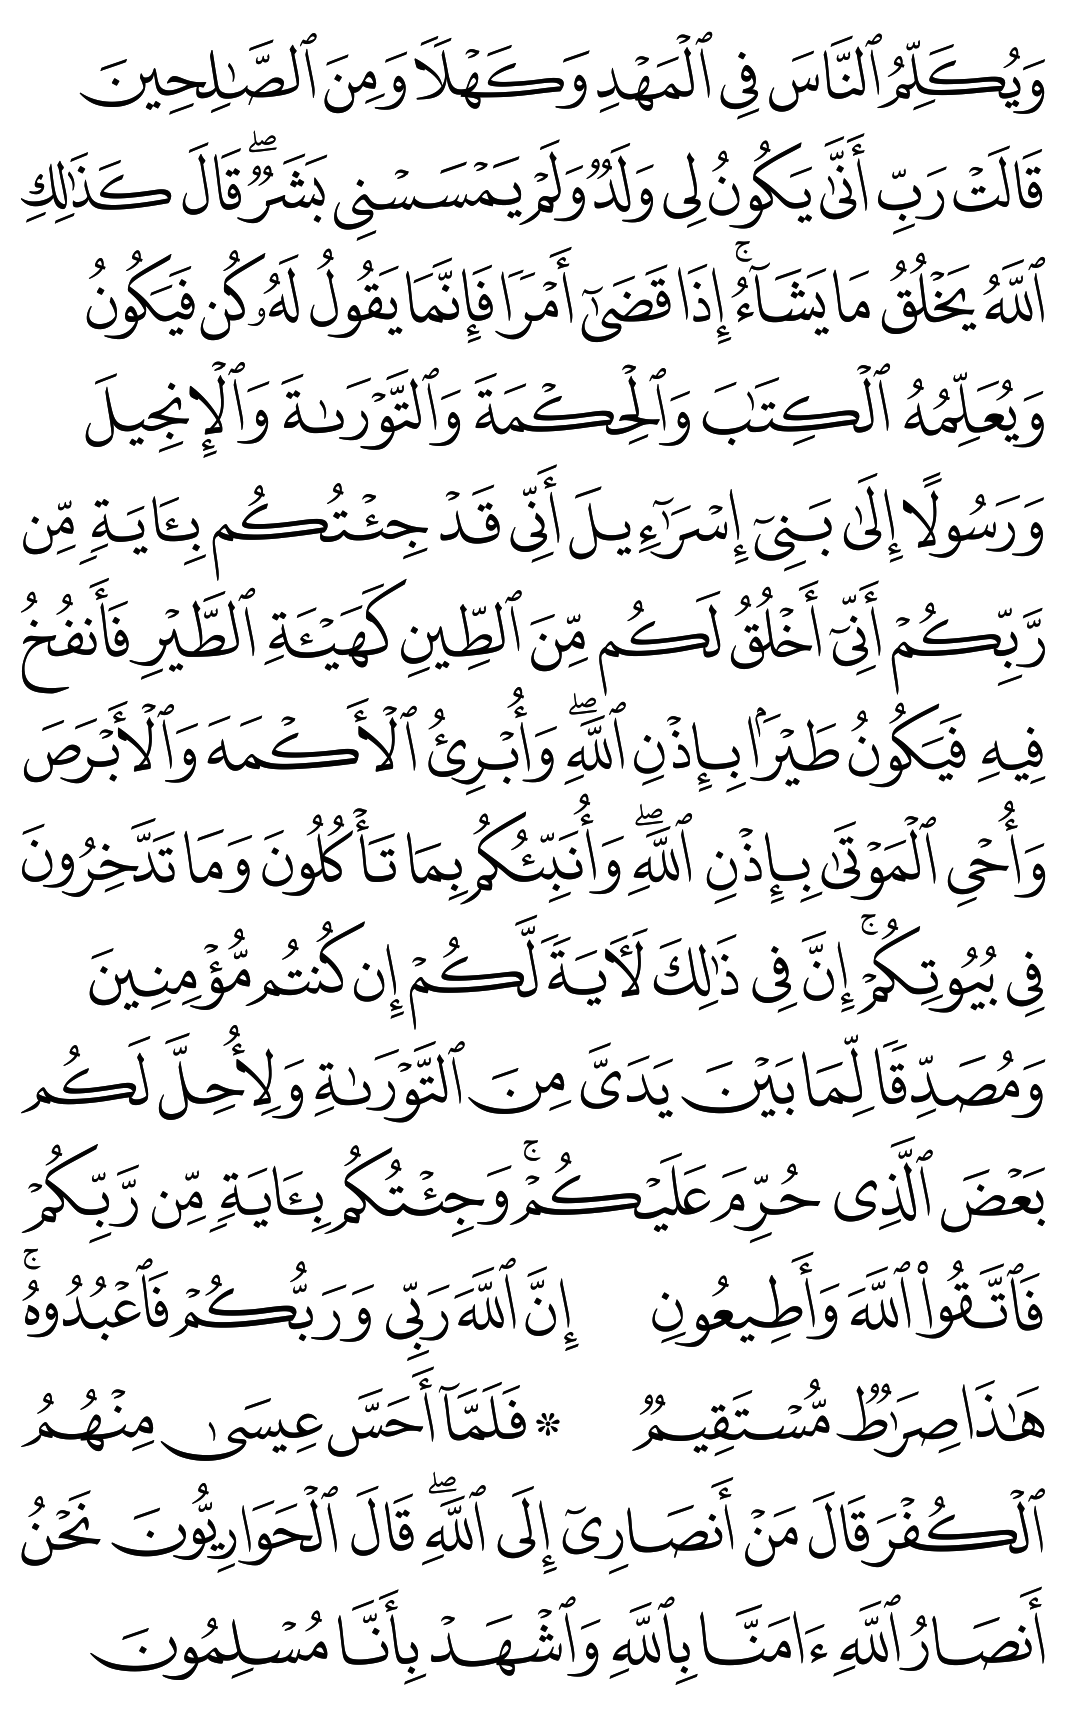 وَيُكَلِّمُ ٱلنَّاسَ فِي ٱلۡمَهۡدِ وَكَهۡلٗا وَمِنَ ٱلصَّٰلِحِينَ
قَالَتۡ رَبِّ أَنَّىٰ يَكُونُ لِي وَلَدٞ وَلَمۡ يَمۡسَسۡنِي بَشَرٞۖ قَالَ كَذَٰلِكِ
ٱللَّهُ يَخۡلُقُ مَا يَشَآءُۚ إِذَا قَضَىٰٓ أَمۡرٗا فَإِنَّمَا يَقُولُ لَهُۥ كُن فَيَكُونُ
وَيُعَلِّمُهُ ٱلۡكِتَٰبَ وَٱلۡحِكۡمَةَ وَٱلتَّوۡرَىٰةَ وَٱلۡإِنجِيلَ
وَرَسُولًا إِلَىٰ بَنِيٓ إِسۡرَٰٓءِيلَ أَنِّي قَدۡ جِئۡتُكُم بِـَٔايَةٖ مِّن
رَّبِّكُمۡ أَنِّيٓ أَخۡلُقُ لَكُم مِّنَ ٱلطِّينِ كَهَيۡـَٔةِ ٱلطَّيۡرِ فَأَنفُخُ
فِيهِ فَيَكُونُ طَيۡرَۢا بِإِذۡنِ ٱللَّهِۖ وَأُبۡرِئُ ٱلۡأَكۡمَهَ وَٱلۡأَبۡرَصَ
وَأُحۡيِ ٱلۡمَوۡتَىٰ بِإِذۡنِ ٱللَّهِۖ وَأُنَبِّئُكُم بِمَا تَأۡكُلُونَ وَمَا تَدَّخِرُونَ
فِي بُيُوتِكُمۡۚ إِنَّ فِي ذَٰلِكَ لَأٓيَةٗ لَّكُمۡ إِن كُنتُم مُّؤۡمِنِينَ
وَمُصَدِّقٗا لِّمَا بَيۡنَ يَدَيَّ مِنَ ٱلتَّوۡرَىٰةِ وَلِأُحِلَّ لَكُم
بَعۡضَ ٱلَّذِي حُرِّمَ عَلَيۡكُمۡۚ وَجِئۡتُكُم بِـَٔايَةٖ مِّن رَّبِّكُمۡ
فَٱتَّقُواْ ٱللَّهَ وَأَطِيعُونِ إِنَّ ٱللَّهَ رَبِّي وَرَبُّكُمۡ فَٱعۡبُدُوهُۚ
هَٰذَا صِرَٰطٞ مُّسۡتَقِيمٞ * فَلَمَّآ أَحَسَّ عِيسَىٰ مِنۡهُمُ
ٱلۡكُفۡرَ قَالَ مَنۡ أَنصَارِيٓ إِلَى ٱللَّهِۖ قَالَ ٱلۡحَوَارِيُّونَ نَحۡنُ
أَنصَارُ ٱللَّهِ ءَامَنَّا بِٱللَّهِ وَٱشۡهَدۡ بِأَنَّا مُسۡلِمُونَ